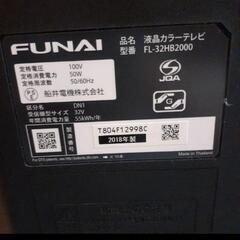 FUNAI
品名 液晶カラーテレビ
型番 FL-32HB2000
定格電圧: 100V
定格消費電力: 50W
定格周波数: 50/60Hz
船井電機株式会社
JQA
区分名: DN1
受信機型サイズ: 32V
年間消費電力量: 55kWh/年
T804F12998C
2018年製
Made in Thailand